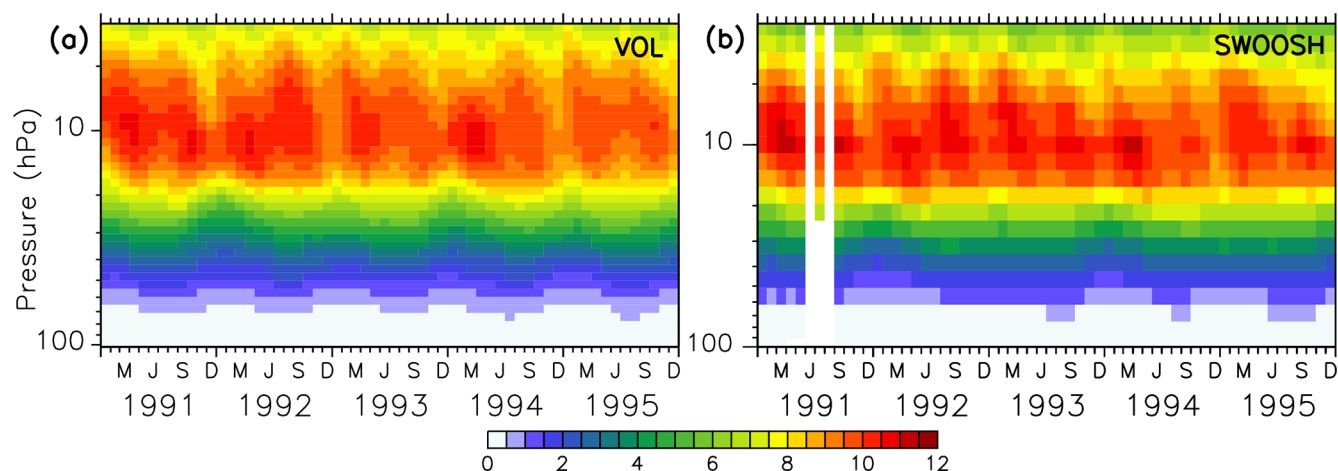 (a) VOL
(b) SWOOSH
Pressure (hPa)
10
100
10
100
M J S D M J S D M J S D M J S D M J S D
1991 1992 1993 1994 1995
M J S D M J S D M J S D M J S D M J S D
1991 1992 1993 1994 1995
0 2 4 6 8 10 12